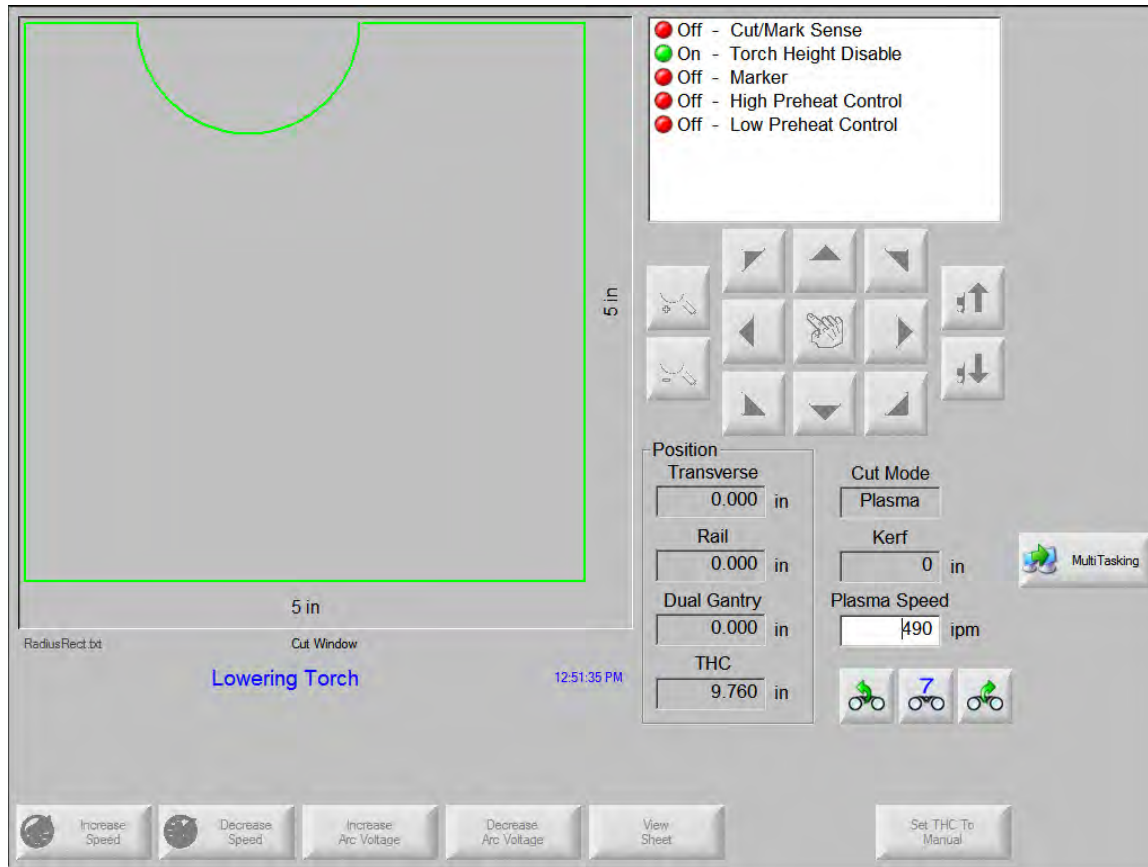 Off - Cut/Mark Sense
On - Torch Height Disable
Off - Marker
Off - High Preheat Control
Off - Low Preheat Control
5 in
5 in
RadiusRect.txt
Cut Window
Lowering Torch
12:51:35 PM
Position
Transverse
0.000 in
Rail
0.000 in
Dual Gantry
0.000 in
THC
9.760 in
Cut Mode
Plasma
Kerf
0 in
Plasma Speed
490 ipm
7
MultiTasking
Increase
Speed
Decrease
Speed
Increase
Arc Voltage
Decrease
Arc Voltage
View
Sheet
Set THC To
Manual